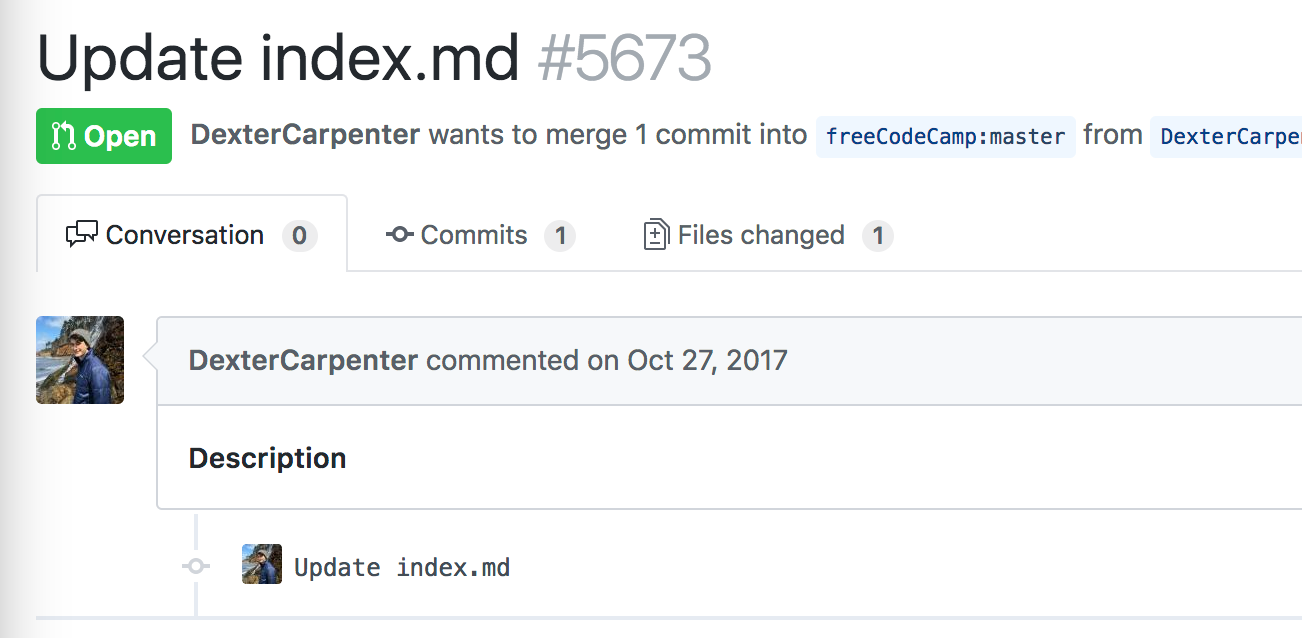 Update index.md #5673
Open DexterCarpenter wants to merge 1 commit into freeCodeCamp:master from DexterCarpe
Conversation 0 Commits 1 Files changed 1
DexterCarpenter commented on Oct 27, 2017
Description
Update index.md